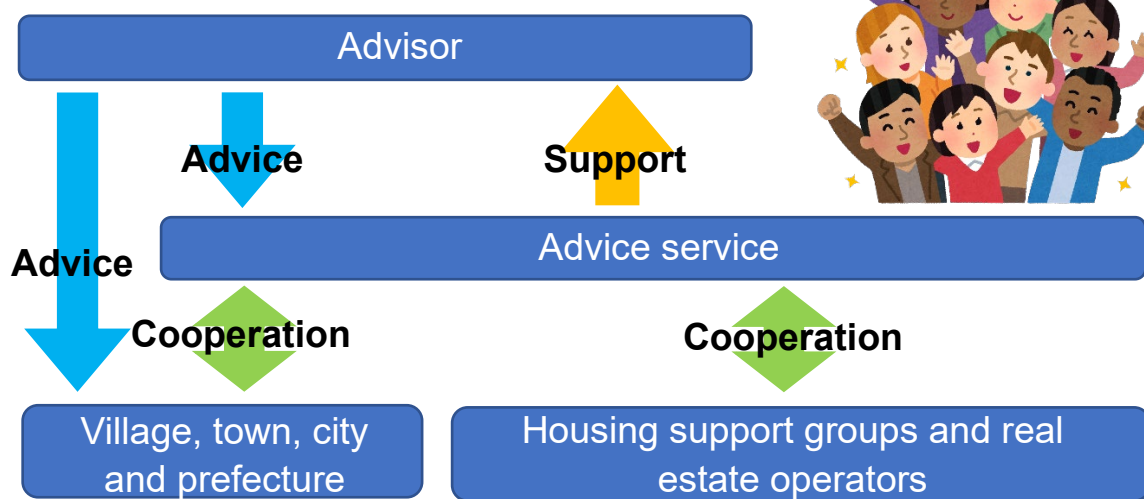 Advisor
Advice
Support
Advice service
Advice
Cooperation
Cooperation
Village, town, city
and prefecture
Housing support groups and real
estate operators